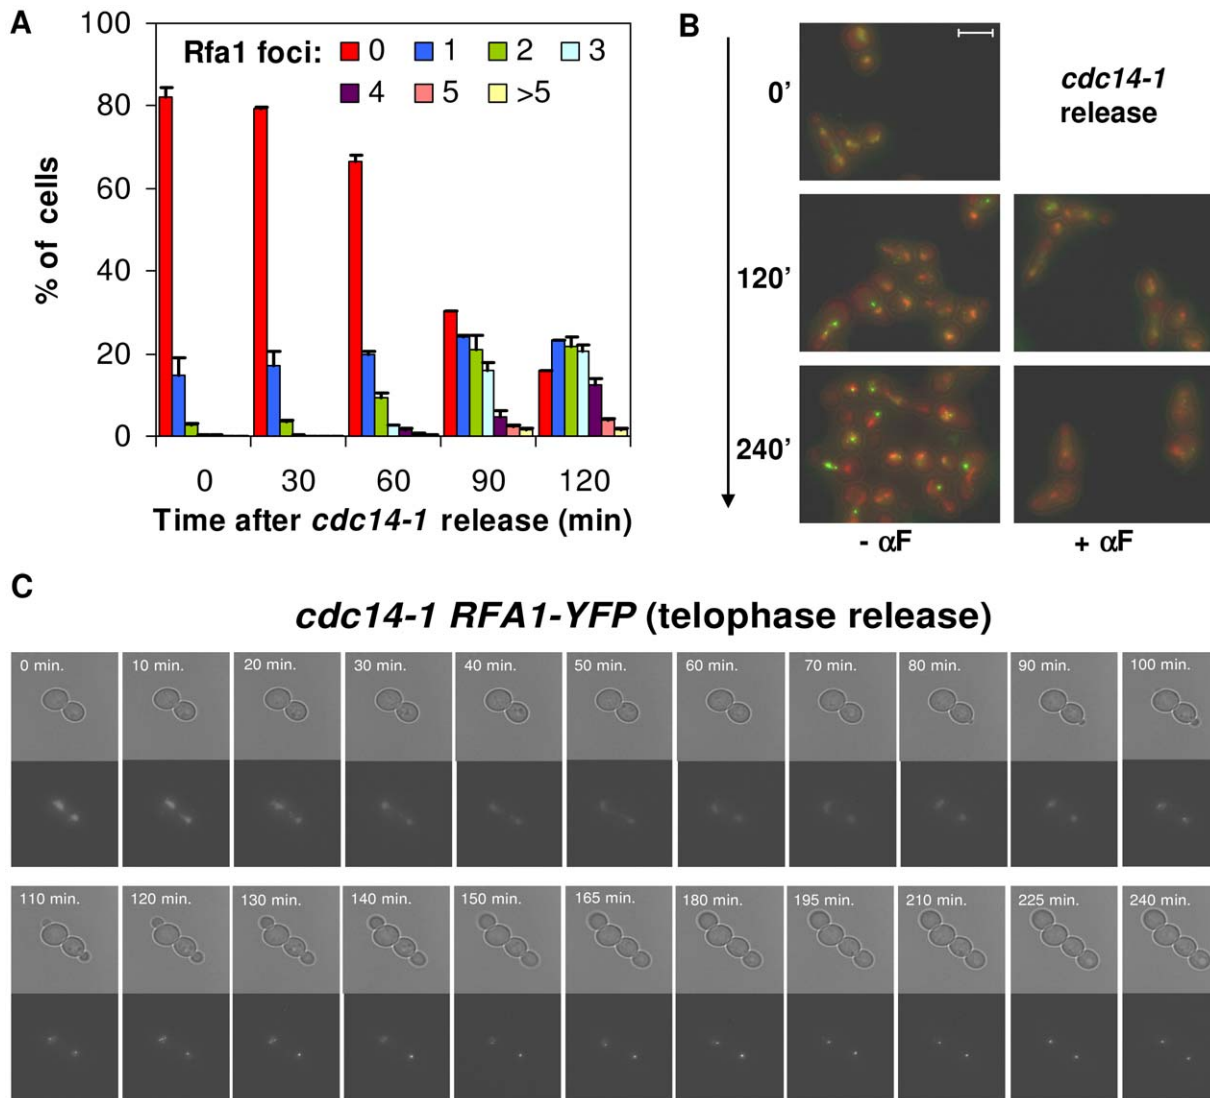 A
100
80
60
40
20
0
% of cells
Rfa1 foci: 0 1 2 3
4 5 >5
0 30 60 90 120
Time after cdc14-1 release (min)
B
0'
cdc14-1
release
120'
240'
- αF + αF
C
cdc14-1 RFA1-YFP (telophase release)
0 min. 10 min. 20 min. 30 min. 40 min. 50 min. 60 min. 70 min. 80 min. 90 min. 100 min.
110 min. 120 min. 130 min. 140 min. 150 min. 165 min. 180 min. 195 min. 210 min. 225 min. 240 min.